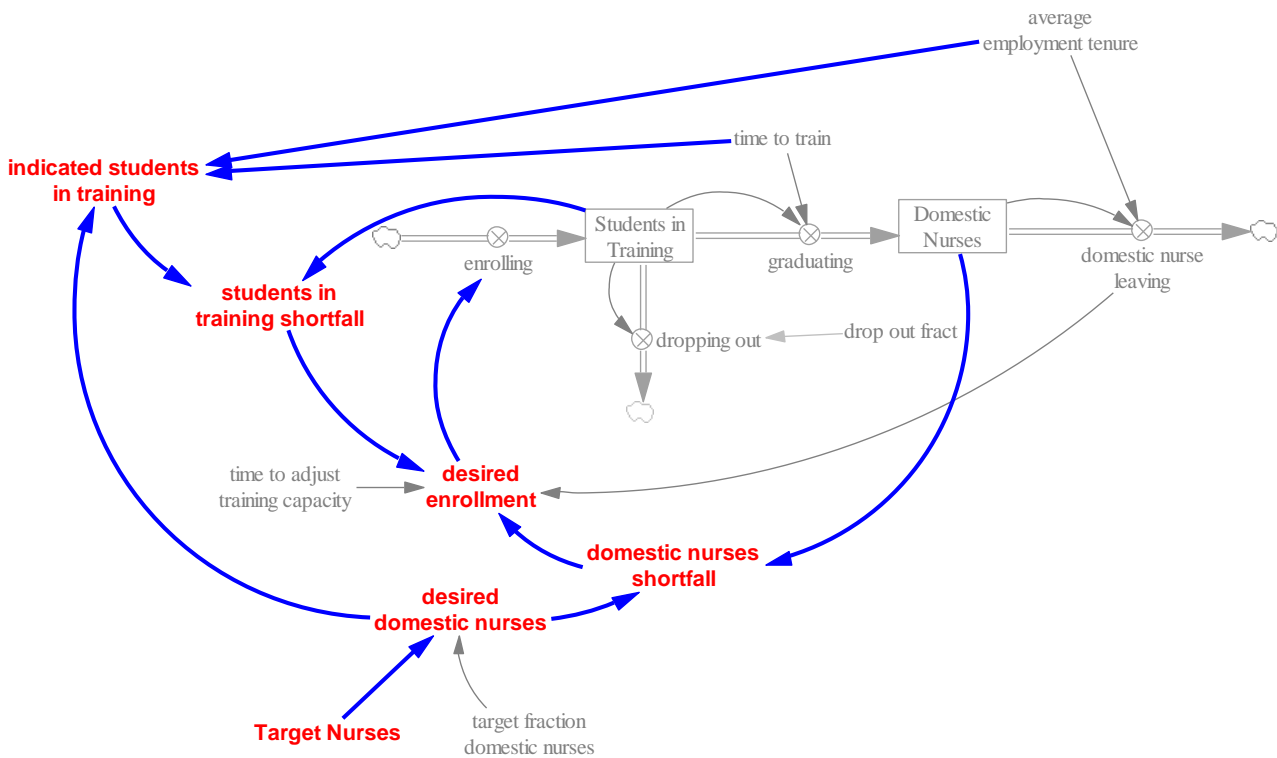 average
employment tenure
time to train
indicated students
in training
Students in
Training
Domestic
Nurses
enrolling
graduating
domestic nurse
leaving
students in
training shortfall
dropping out
drop out fract
time to adjust
training capacity
desired
enrollment
domestic nurses
shortfall
desired
domestic nurses
Target Nurses
target fraction
domestic nurses